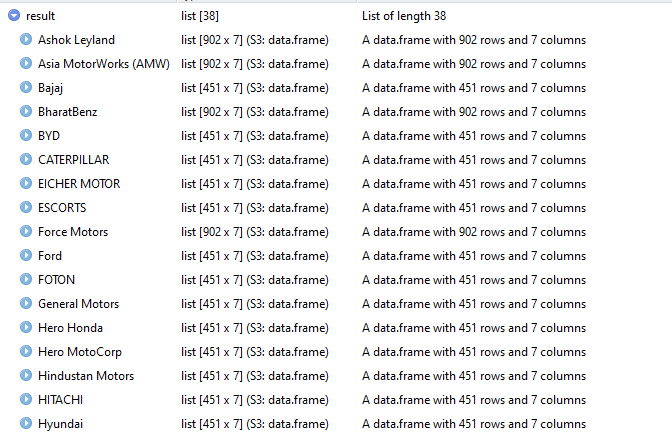 result list [38] List of length 38
Ashok Leyland list [902 x 7] (S3: data.frame) A data.frame with 902 rows and 7 columns
Asia MotorWorks (AMW) list [902 x 7] (S3: data.frame) A data.frame with 902 rows and 7 columns
Bajaj list [451 x 7] (S3: data.frame) A data.frame with 451 rows and 7 columns
BharatBenz list [902 x 7] (S3: data.frame) A data.frame with 902 rows and 7 columns
BYD list [451 x 7] (S3: data.frame) A data.frame with 451 rows and 7 columns
CATERPILLAR list [451 x 7] (S3: data.frame) A data.frame with 451 rows and 7 columns
EICHER MOTOR list [451 x 7] (S3: data.frame) A data.frame with 451 rows and 7 columns
ESCORTS list [451 x 7] (S3: data.frame) A data.frame with 451 rows and 7 columns
Force Motors list [902 x 7] (S3: data.frame) A data.frame with 902 rows and 7 columns
Ford list [451 x 7] (S3: data.frame) A data.frame with 451 rows and 7 columns
FOTON list [451 x 7] (S3: data.frame) A data.frame with 451 rows and 7 columns
General Motors list [451 x 7] (S3: data.frame) A data.frame with 451 rows and 7 columns
Hero Honda list [451 x 7] (S3: data.frame) A data.frame with 451 rows and 7 columns
Hero MotoCorp list [451 x 7] (S3: data.frame) A data.frame with 451 rows and 7 columns
Hindustan Motors list [451 x 7] (S3: data.frame) A data.frame with 451 rows and 7 columns
HITACHI list [451 x 7] (S3: data.frame) A data.frame with 451 rows and 7 columns
Hyundai list [451 x 7] (S3: data.frame) A data.frame with 451 rows and 7 columns